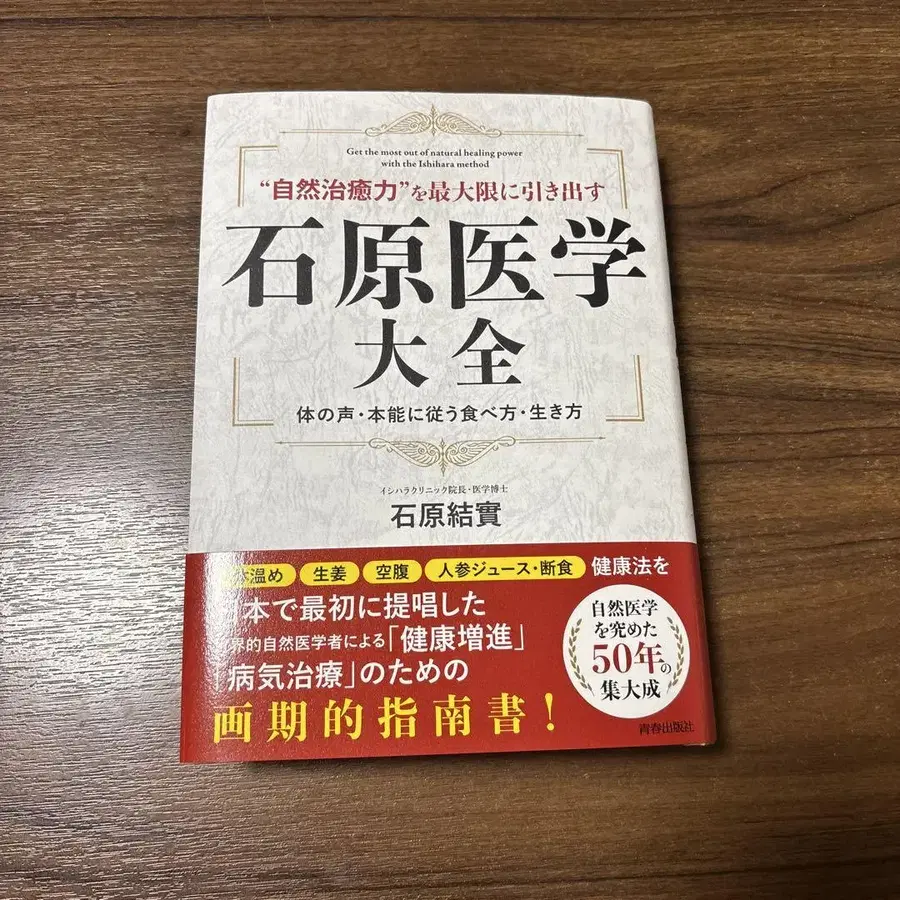 Get the most out of natural healing power
with the Ishihara method
“自然治癒力”を最大限に引き出す
石原医学
大全
体の声・本能に従う食べ方・生き方
イシハラクリニック院長・医学博士
石原結實
体温め 生姜 空腹 人参ジュース・断食 健康法を
日本で最初に提唱した
界的自然医学者による「健康増進」
「病気治療」のための
画期的指南書！
自然医学
を究めた
50年の
集大成
青春出版社